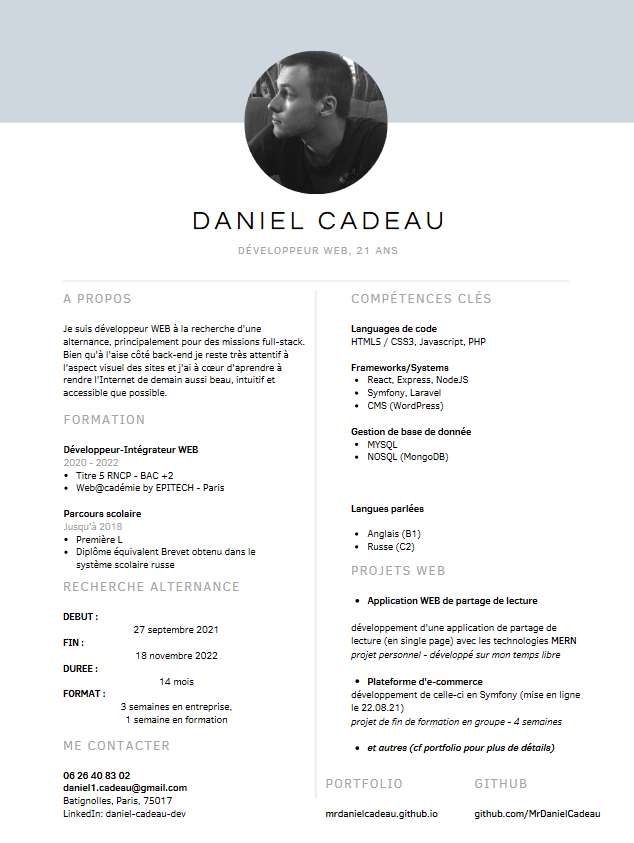 DANIEL CADEAU
DÉVELOPPEUR WEB, 21 ANS
A PROPOS
Je suis développeur WEB à la recherche d'une
alternance, principalement pour des missions full-stack.
Bien qu'à l'aise côté back-end je reste très attentif à
l'aspect visuel des sites et j'ai à cœur d'aprendre à
rendre l'Internet de demain aussi beau, intuitif et
accessible que possible.
FORMATION
Développeur-Intégrateur WEB
2020 - 2022
• Titre 5 RNCP - BAC +2
• Web@cadémie by EPITECH - Paris
Parcours scolaire
Jusqu'à 2018
• Première L
• Diplôme équivalent Brevet obtenu dans le
système scolaire russe
RECHERCHE ALTERNANCE
DEBUT :
27 septembre 2021
FIN :
18 novembre 2022
DUREE :
14 mois
FORMAT :
3 semaines en entreprise,
1 semaine en formation
ME CONTACTER
06 26 40 83 02
daniel1.cadeau@gmail.com
Batignolles, Paris, 75017
LinkedIn: daniel-cadeau-dev
COMPÉTENCES CLÉS
Languages de code
HTML5 / CSS3, Javascript, PHP
Frameworks/Systems
• React, Express, NodeJS
• Symfony, Laravel
• CMS (WordPress)
Gestion de base de donnée
• MYSQL
• NOSQL (MongoDB)
Langues parlées
• Anglais (B1)
• Russe (C2)
PROJETS WEB
• Application WEB de partage de lecture
développement d'une application de partage de
lecture (en single page) avec les technologies MERN
projet personnel - développé sur mon temps libre
• Plateforme d'e-commerce
développement de celle-ci en Symfony (mise en ligne
le 22.08.21)
projet de fin de formation en groupe - 4 semaines
• et autres (cf portfolio pour plus de détails)
PORTFOLIO
mrdanielcadeau.github.io
GITHUB
github.com/MrDanielCadeau